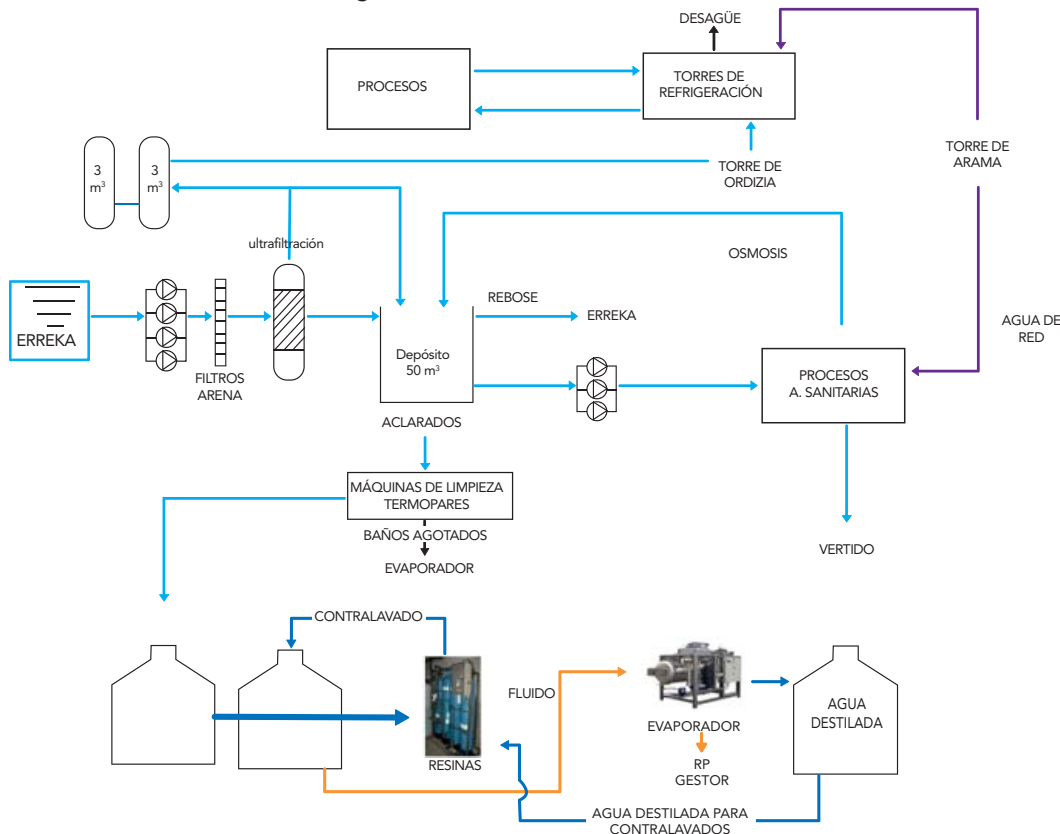 DESAGÜE
PROCESOS
TORRES DE
REFRIGERACIÓN
3
m³
3
m³
TORRE DE
ORDIZIA
TORRE DE
ARAMA
ultrafiltración
OSMOSIS
REBOSE
ERREKA
ERREKA
AGUA DE
RED
Depósito
50 m³
FILTROS
ARENA
PROCESOS
A. SANITARIAS
ACLARADOS
MÁQUINAS DE LIMPIEZA
TERMOPARES
BAÑOS AGOTADOS
EVAPORADOR
VERTIDO
CONTRALAVADO
FLUIDO
RESINAS
EVAPORADOR
AGUA
DESTILADA
RP
GESTOR
AGUA DESTILADA PARA
CONTRALAVADOS